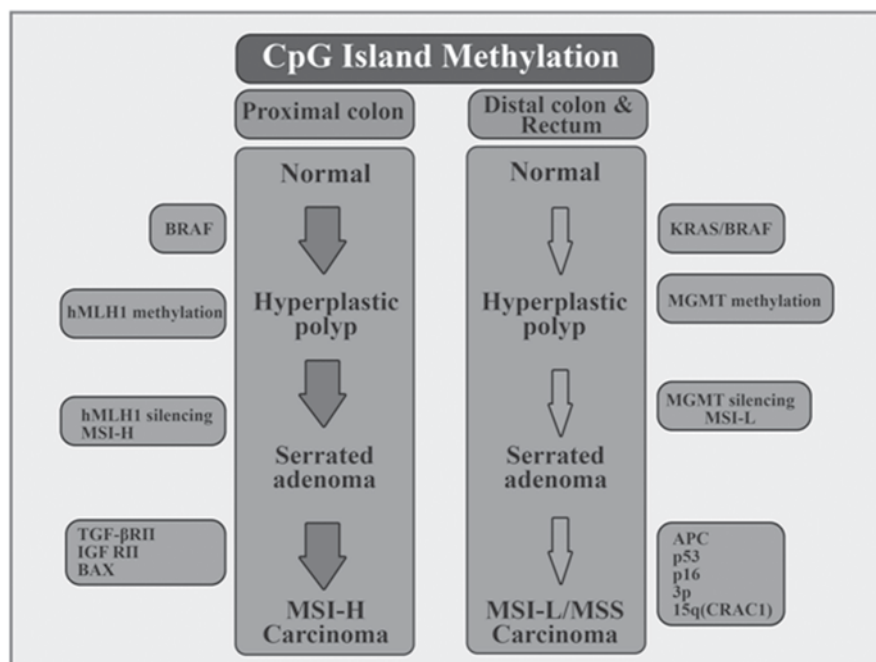 CpG Island Methylation
Proximal colon
Distal colon &
Rectum
Normal
Normal
BRAF
KRAS/BRAF
hMLH1 methylation
Hyperplastic
polyp
Hyperplastic
polyp
MGMT methylation
hMLH1 silencing
MSI-H
MGMT silencing
MSI-L
Serrated
adenoma
Serrated
adenoma
TGF-βRII
IGF RII
BAX
APC
p53
p16
3p
15q(CRAC1)
MSI-H
Carcinoma
MSI-L/MSS
Carcinoma